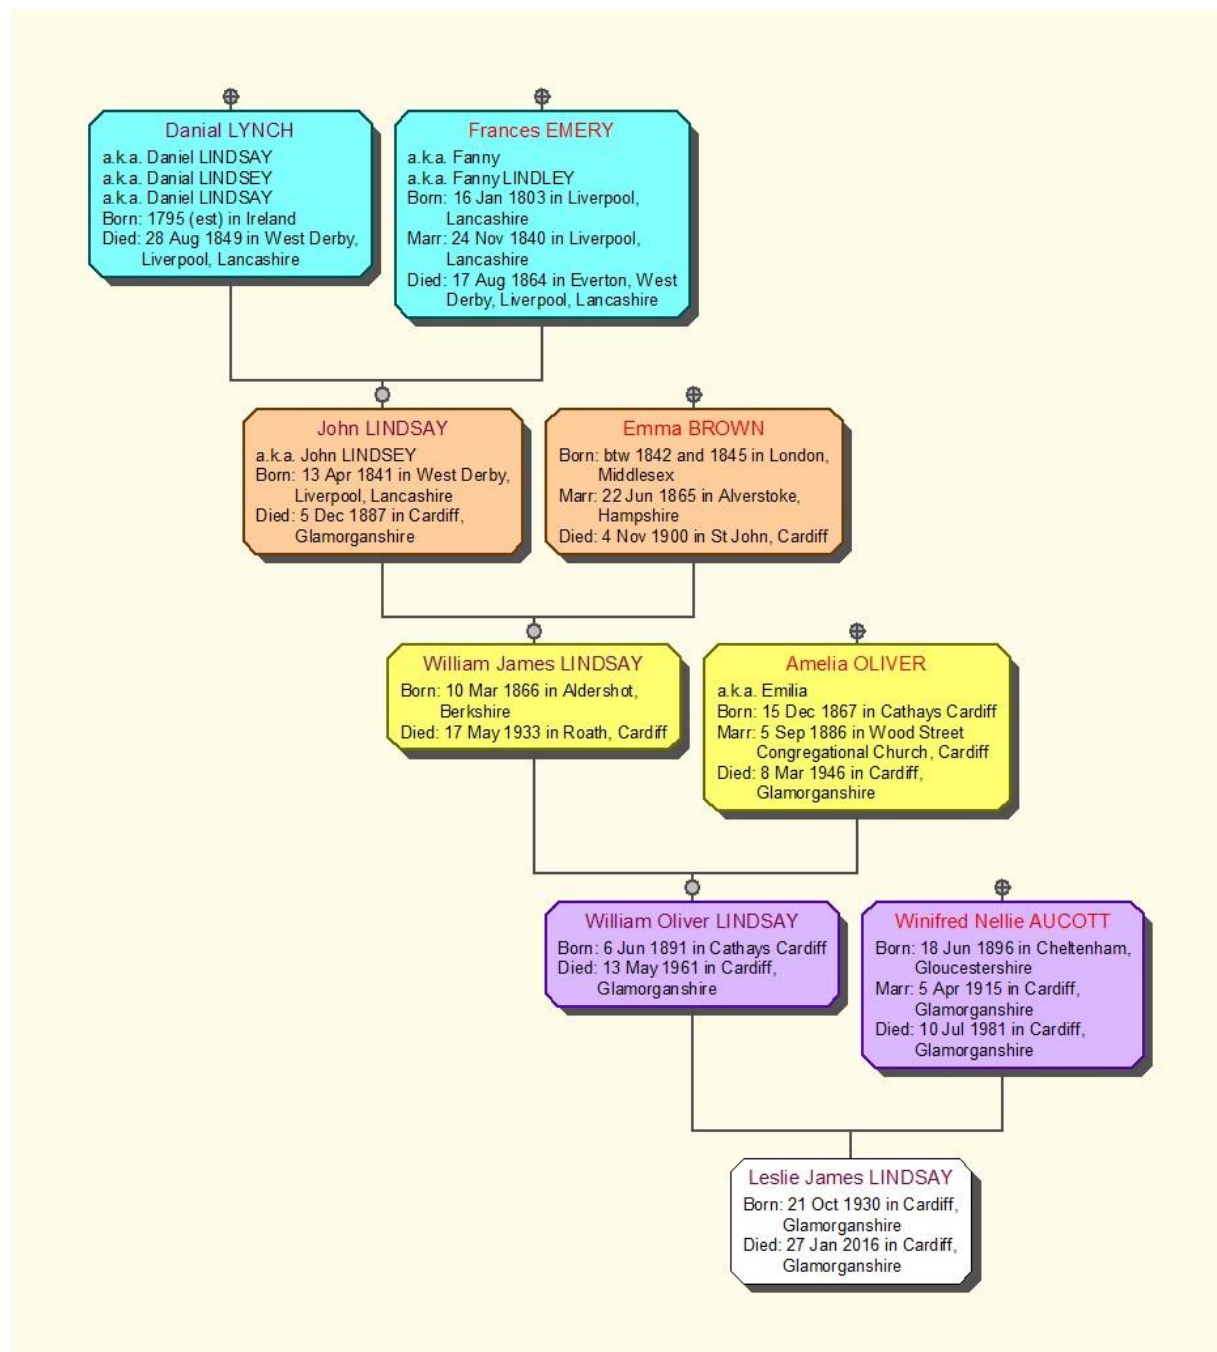 Danial LYNCH
a.k.a. Daniel LINDSAY
a.k.a. Danial LINDSEY
a.k.a. Daniel LINDSAY
Born: 1795 (est) in Ireland
Died: 28 Aug 1849 in West Derby,
Liverpool, Lancashire
Frances EMERY
a.k.a. Fanny
a.k.a. Fanny LINDLEY
Born: 16 Jan 1803 in Liverpool,
Lancashire
Marr: 24 Nov 1840 in Liverpool,
Lancashire
Died: 17 Aug 1864 in Everton, West
Derby, Liverpool, Lancashire
John LINDSAY
a.k.a. John LINDSEY
Born: 13 Apr 1841 in West Derby,
Liverpool, Lancashire
Died: 5 Dec 1887 in Cardiff,
Glamorganshire
Emma BROWN
Born: btw 1842 and 1845 in London,
Middlesex
Marr: 22 Jun 1865 in Alverstoke,
Hampshire
Died: 4 Nov 1900 in St John, Cardiff
William James LINDSAY
Born: 10 Mar 1866 in Aldershot,
Berkshire
Died: 17 May 1933 in Roath, Cardiff
Amelia OLIVER
a.k.a. Emilia
Born: 15 Dec 1867 in Cathays Cardiff
Marr: 5 Sep 1886 in Wood Street
Congregational Church, Cardiff
Died: 8 Mar 1946 in Cardiff,
Glamorganshire
William Oliver LINDSAY
Born: 6 Jun 1891 in Cathays Cardiff
Died: 13 May 1961 in Cardiff,
Glamorganshire
Winifred Nellie AUCOTT
Born: 18 Jun 1896 in Cheltenham,
Gloucestershire
Marr: 5 Apr 1915 in Cardiff,
Glamorganshire
Died: 10 Jul 1981 in Cardiff,
Glamorganshire
Leslie James LINDSAY
Born: 21 Oct 1930 in Cardiff,
Glamorganshire
Died: 27 Jan 2016 in Cardiff,
Glamorganshire